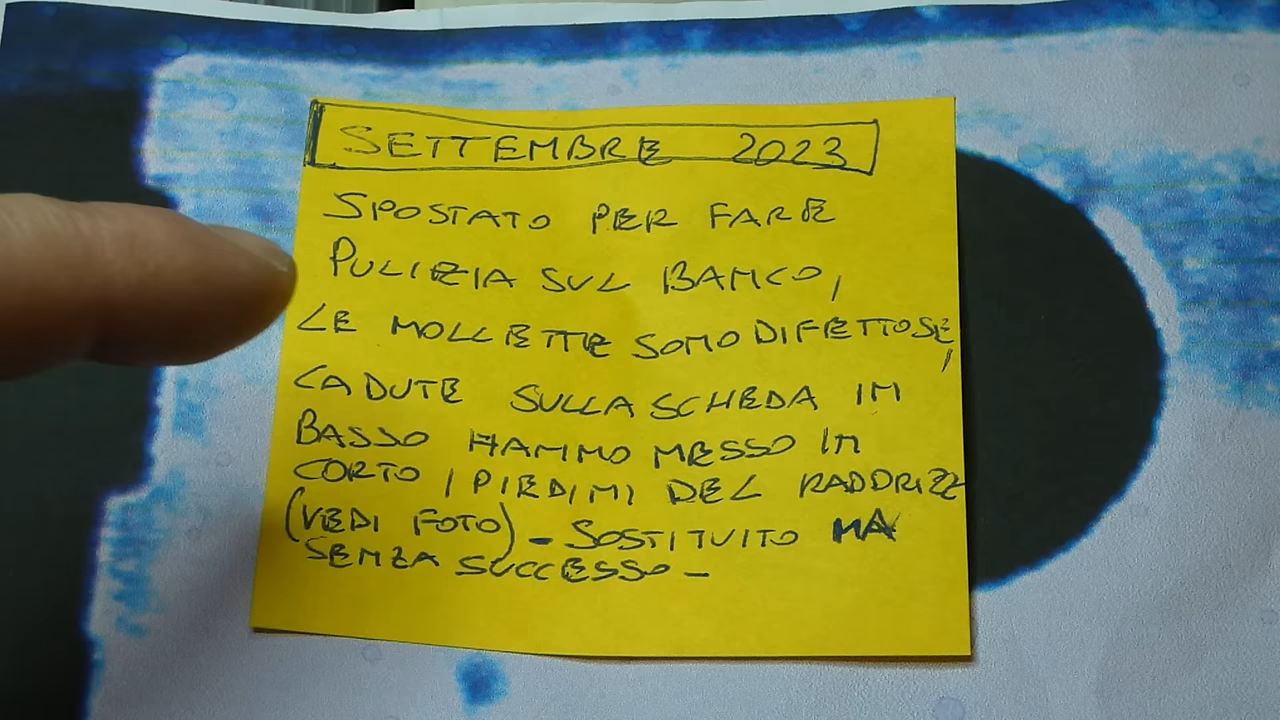 SETTEMBRE 2023
SPOSTATO PER FARE
PULIZIA SUL BANCO,
LE MOLLETTE SONO DIFETTOSE,
CADUTE SULLA SCHEDA IN
BASSO HANNO MESSO IN
CORTO I PIEDINI DEL RADDRIZZ
(VEDI FOTO) - SOSTITUITO MA
SENZA SUCCESSO -